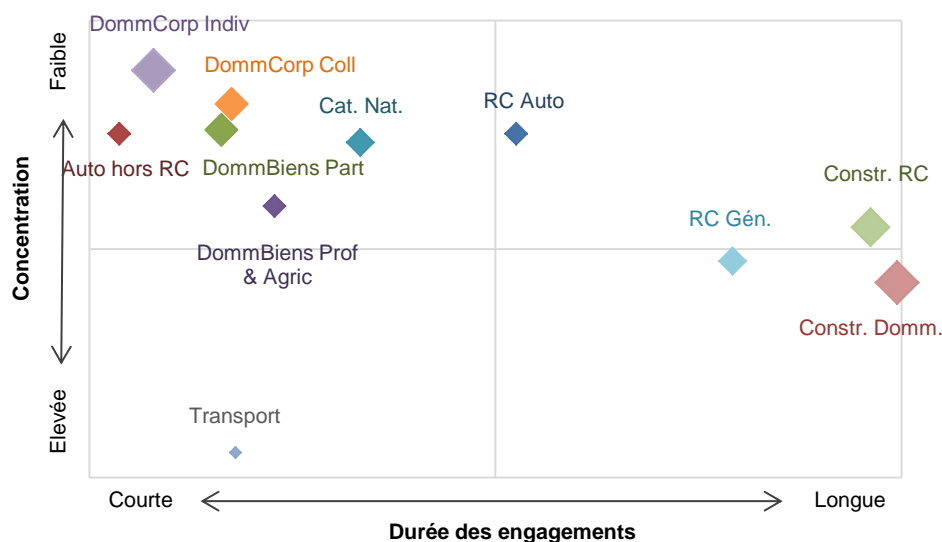 DommCorp Indiv
Faible
DommCorp Coll
Cat. Nat.
RC Auto
Auto hors RC
DommBiens Part
Constr. RC
Concentration
RC Gén.
DommBiens Prof
& Agric
Constr. Domm.
Elevée
Transport
Courte
Longue
Durée des engagements